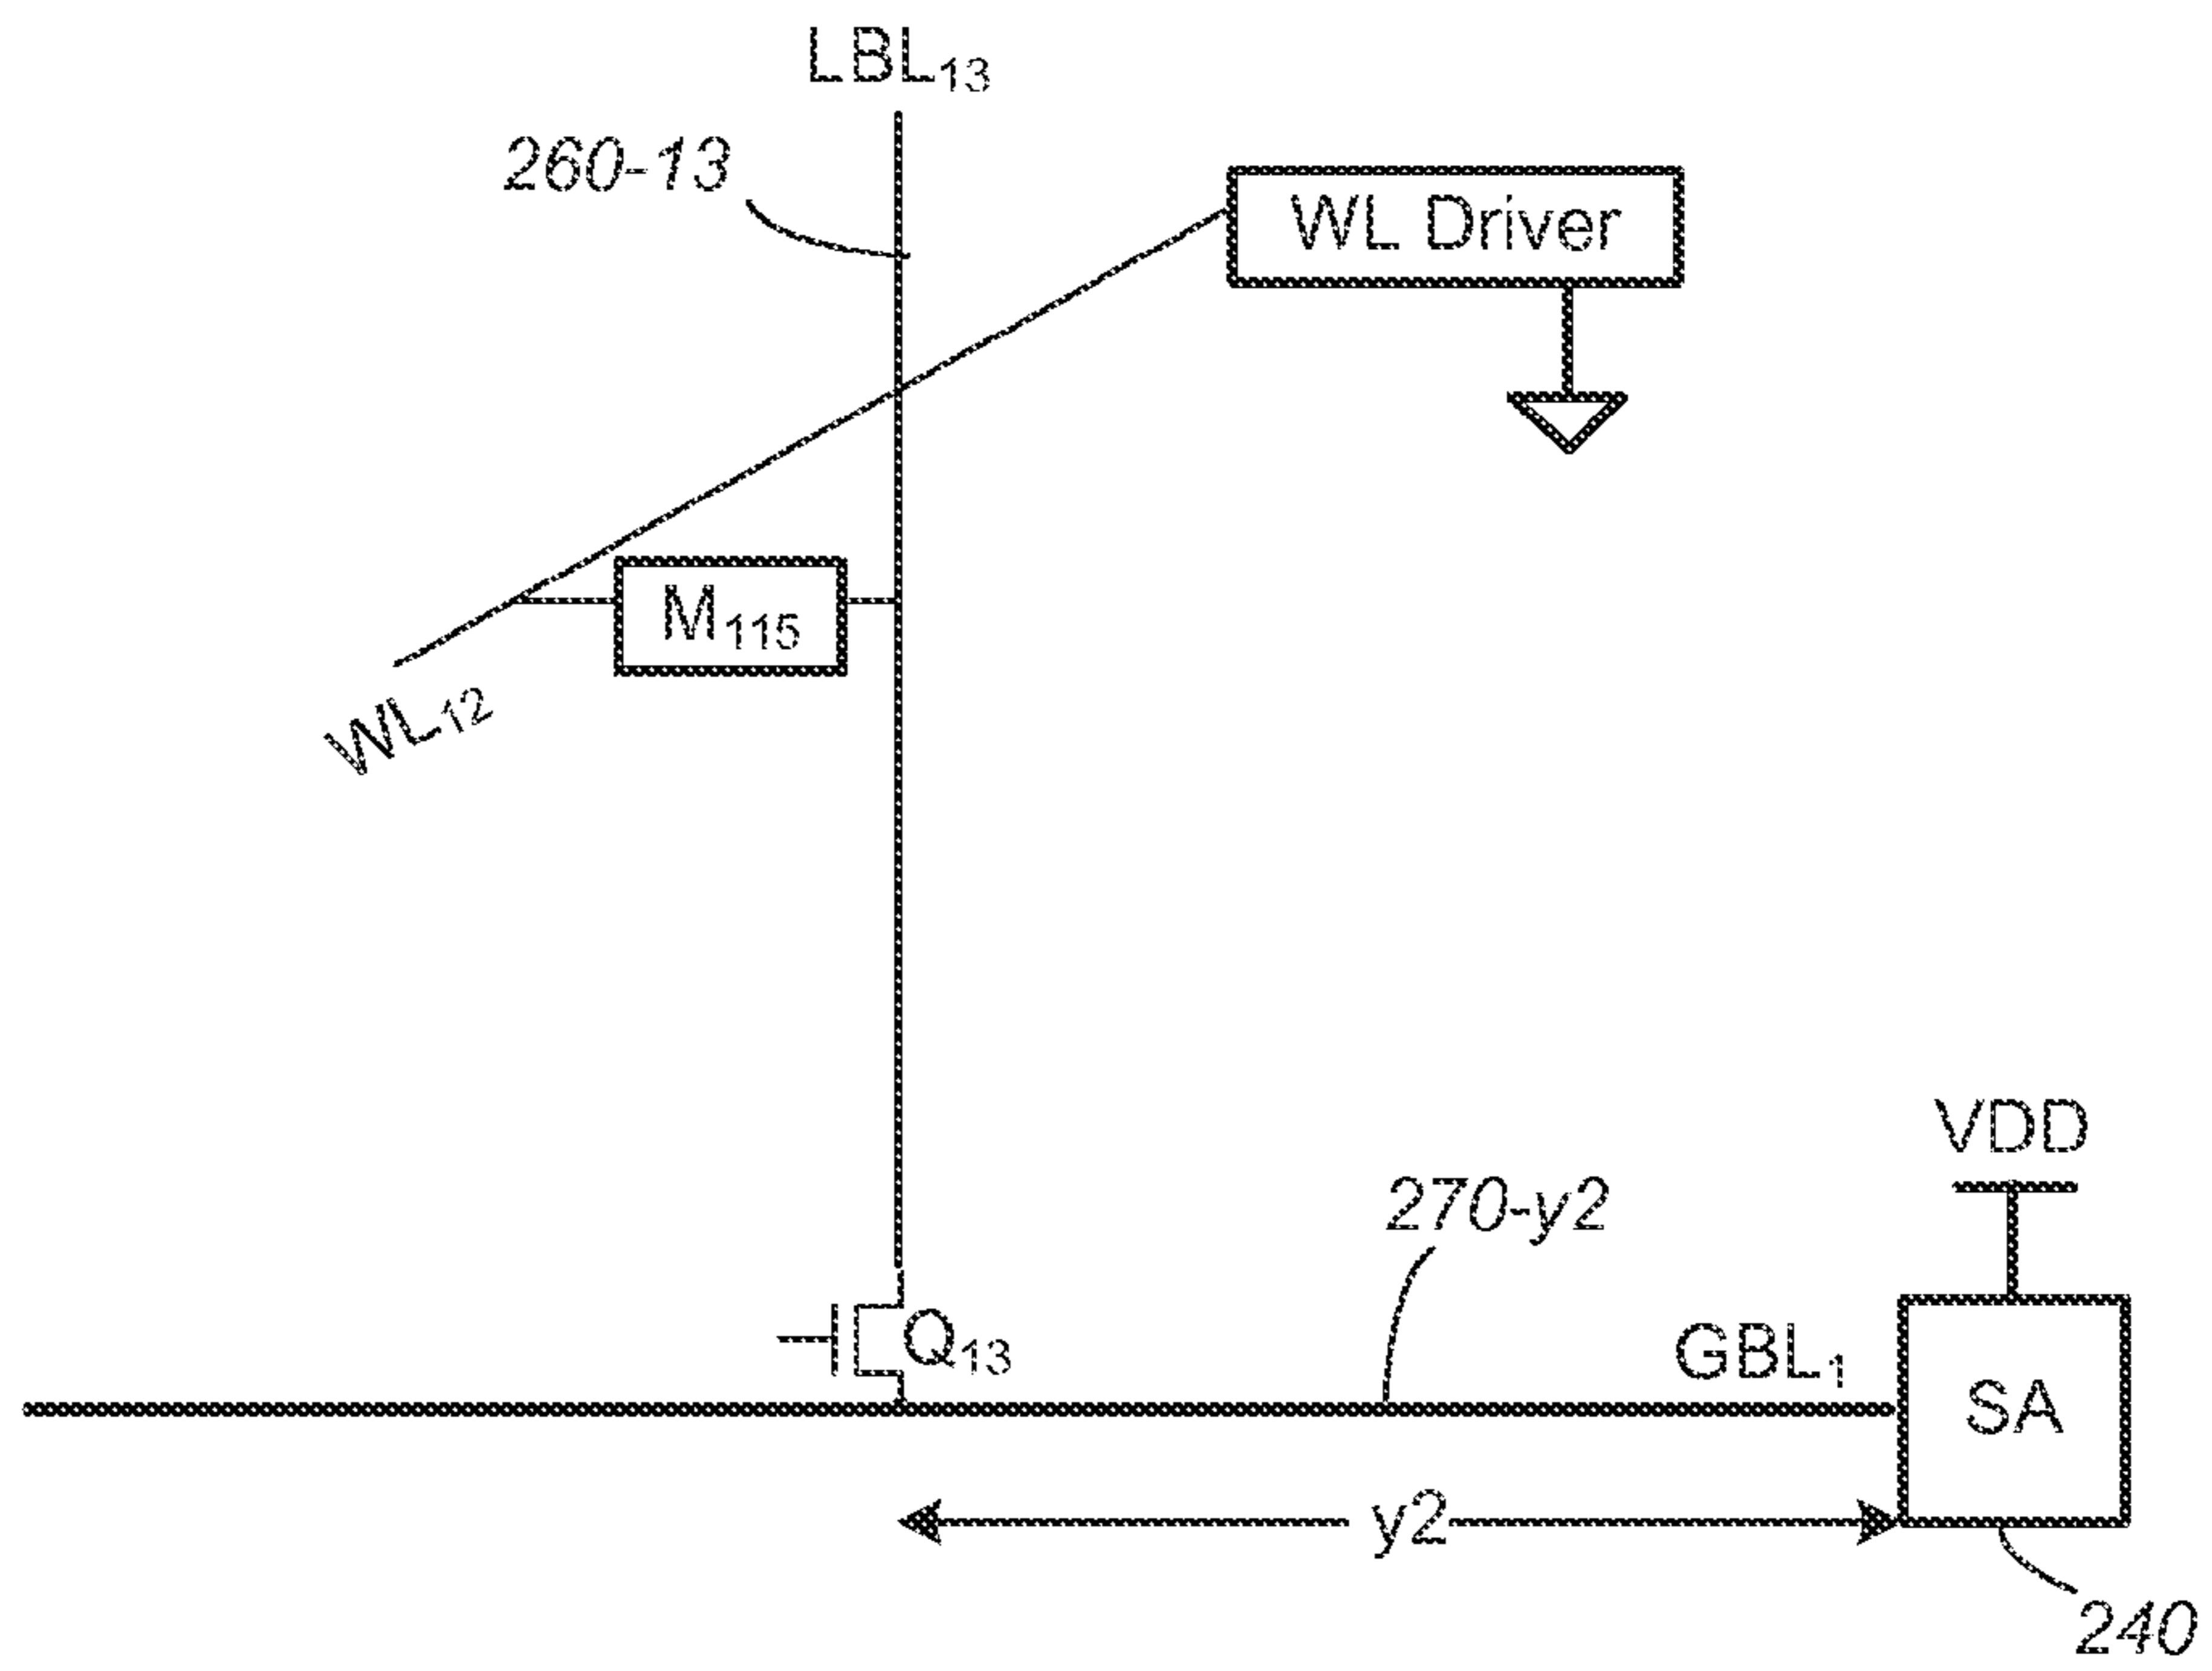 LBL13
260-13
WL Driver
M115
WL12
VDD
270-y2
Q13
GBL1
SA
y2
240